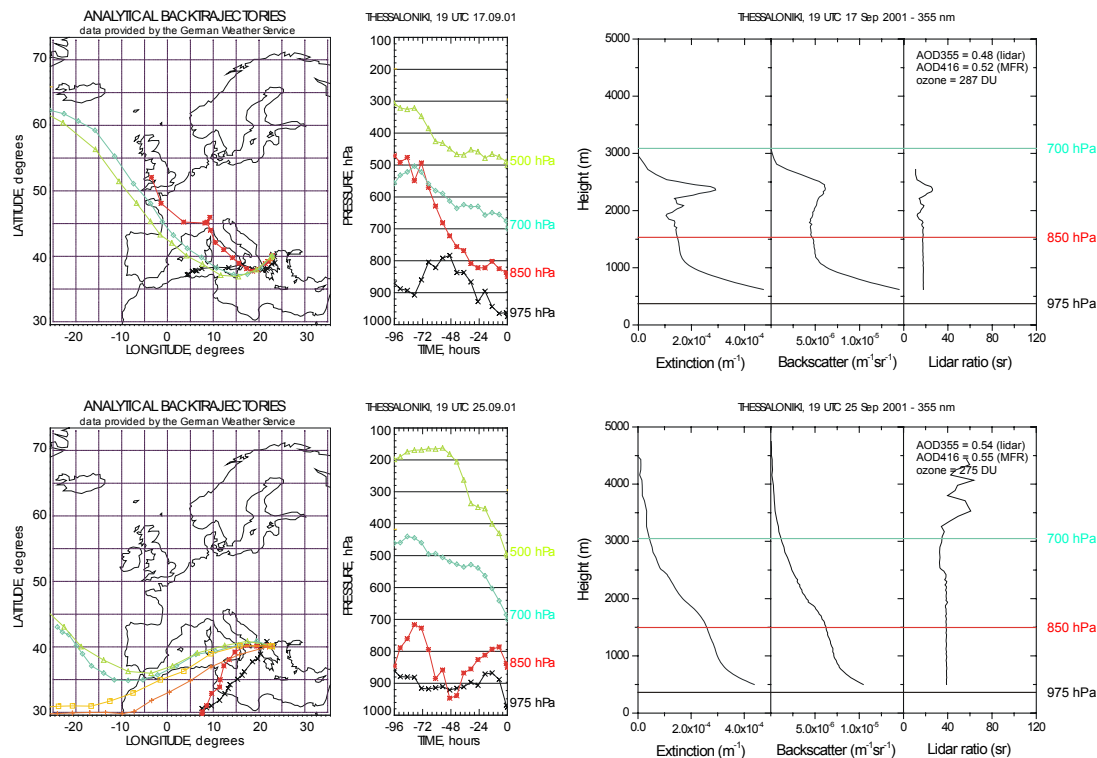 ANALYTICAL BACKTRAJECTORIES
data provided by the German Weather Service
LATITUDE, degrees
70
60
50
40
30
-20
-10
0
10
20
30
LONGITUDE, degrees
THESSALONIKI, 19 UTC 17.09.01
PRESSURE, hPa
100
200
300
400
500
600
700
800
900
1000
500 hPa
700 hPa
850 hPa
975 hPa
-96
-72
-48
-24
0
TIME, hours
THESSALONIKI, 19 UTC 17 Sep 2001 - 355 nm
Height (m)
5000
4000
3000
2000
1000
0
AOD355 = 0.48 (lidar)
AOD416 = 0.52 (MFR)
ozone = 287 DU
700 hPa
850 hPa
975 hPa
0.0
2.0x10⁻⁴
4.0x10⁻⁴
5.0x10⁻⁶
1.0x10⁻⁵
0
40
80
120
Extinction (m⁻¹)
Backscatter (m⁻¹sr⁻¹)
Lidar ratio (sr)
ANALYTICAL BACKTRAJECTORIES
data provided by the German Weather Service
LATITUDE, degrees
70
60
50
40
30
-20
-10
0
10
20
30
LONGITUDE, degrees
THESSALONIKI, 19 UTC 25.09.01
PRESSURE, hPa
100
200
300
400
500
600
700
800
900
1000
500 hPa
700 hPa
850 hPa
975 hPa
-96
-72
-48
-24
0
TIME, hours
THESSALONIKI, 19 UTC 25 Sep 2001 - 355 nm
Height (m)
5000
4000
3000
2000
1000
0
AOD355 = 0.54 (lidar)
AOD416 = 0.55 (MFR)
ozone = 275 DU
700 hPa
850 hPa
975 hPa
0.0
2.0x10⁻⁴
4.0x10⁻⁴
5.0x10⁻⁶
1.0x10⁻⁵
0
40
80
120
Extinction (m⁻¹)
Backscatter (m⁻¹sr⁻¹)
Lidar ratio (sr)